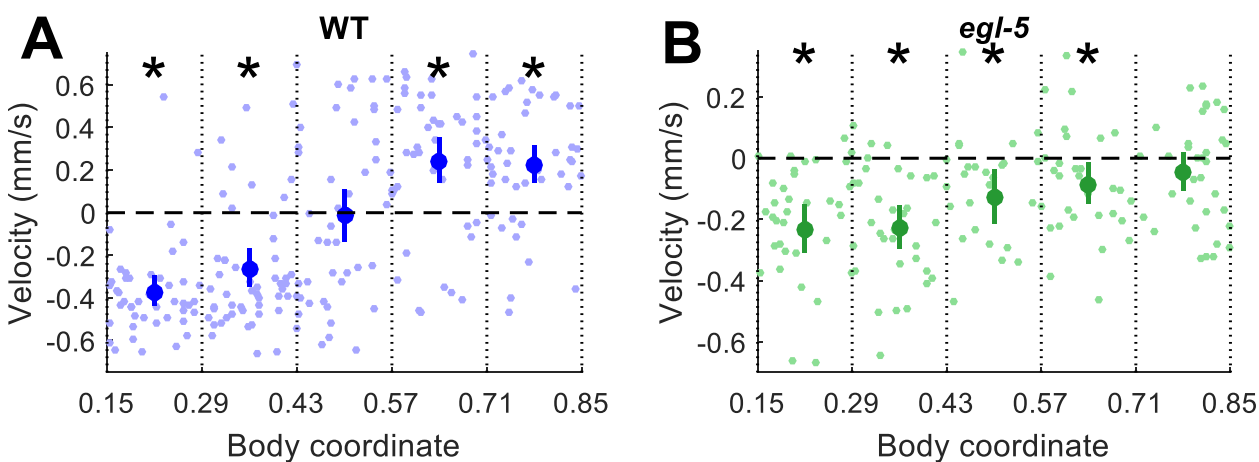 A
WT
* * * *
Velocity (mm/s)
0.6
0.4
0.2
0
-0.2
-0.4
-0.6
0.15 0.29 0.43 0.57 0.71 0.85
Body coordinate
B
egl-5
* * * *
Velocity (mm/s)
0.2
0
-0.2
-0.4
-0.6
0.15 0.29 0.43 0.57 0.71 0.85
Body coordinate